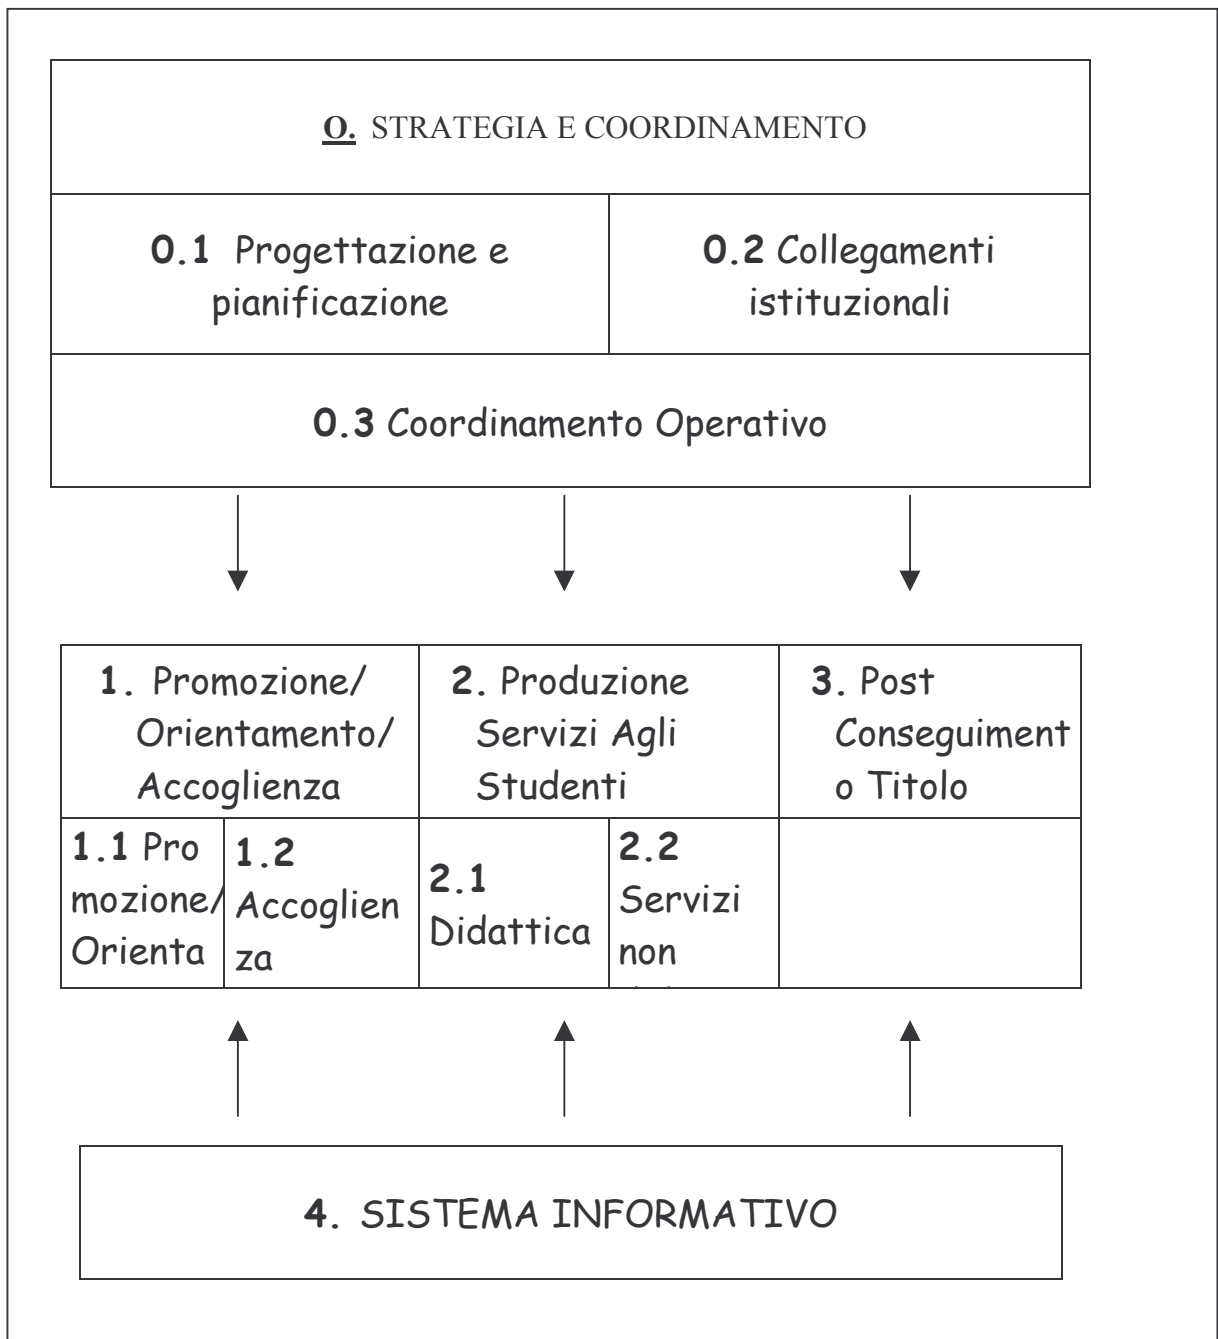 O. STRATEGIA E COORDINAMENTO
0.1 Progettazione e
pianificazione
0.2 Collegamenti
istituzionali
0.3 Coordinamento Operativo
1. Promozione/
Orientamento/
Accoglienza
2. Produzione
Servizi Agli
Studenti
3. Post
Conseguiment
o Titolo
1.1 Pro
mozione/
Orienta
1.2
Accoglien
za
2.1
Didattica
2.2
Servizi
non
4. SISTEMA INFORMATIVO